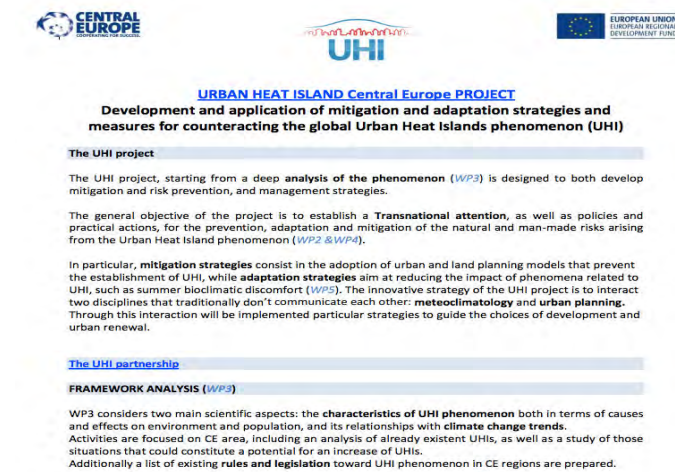 CENTRAL
EUROPE
COOPERATING FOR SUCCESS.
UHI
EUROPEAN UNION
EUROPEAN REGIONAL
DEVELOPMENT FUND
URBAN HEAT ISLAND Central Europe PROJECT
Development and application of mitigation and adaptation strategies and
measures for counteracting the global Urban Heat Islands phenomenon (UHI)
The UHI project
The UHI project, starting from a deep analysis of the phenomenon (WP3) is designed to both develop
mitigation and risk prevention, and management strategies.
The general objective of the project is to establish a Transnational attention, as well as policies and
practical actions, for the prevention, adaptation and mitigation of the natural and man-made risks arising
from the Urban Heat Island phenomenon (WP2 &WP4).
In particular, mitigation strategies consist in the adoption of urban and land planning models that prevent
the establishment of UHI, while adaptation strategies aim at reducing the impact of phenomena related to
UHI, such as summer bioclimatic discomfort (WP5). The innovative strategy of the UHI project is to interact
two disciplines that traditionally don't communicate each other: meteoclimatology and urban planning.
Through this interaction will be implemented particular strategies to guide the choices of development and
urban renewal.
The UHI partnership
FRAMEWORK ANALYSIS (WP3)
WP3 considers two main scientific aspects: the characteristics of UHI phenomenon both in terms of causes
and effects on environment and population, and its relationships with climate change trends.
Activities are focused on CE area, including an analysis of already existent UHIs, as well as a study of those
situations that could constitute a potential for an increase of UHIs.
Additionally a list of existing rules and legislation toward UHI phenomenon in CE regions are prepared.